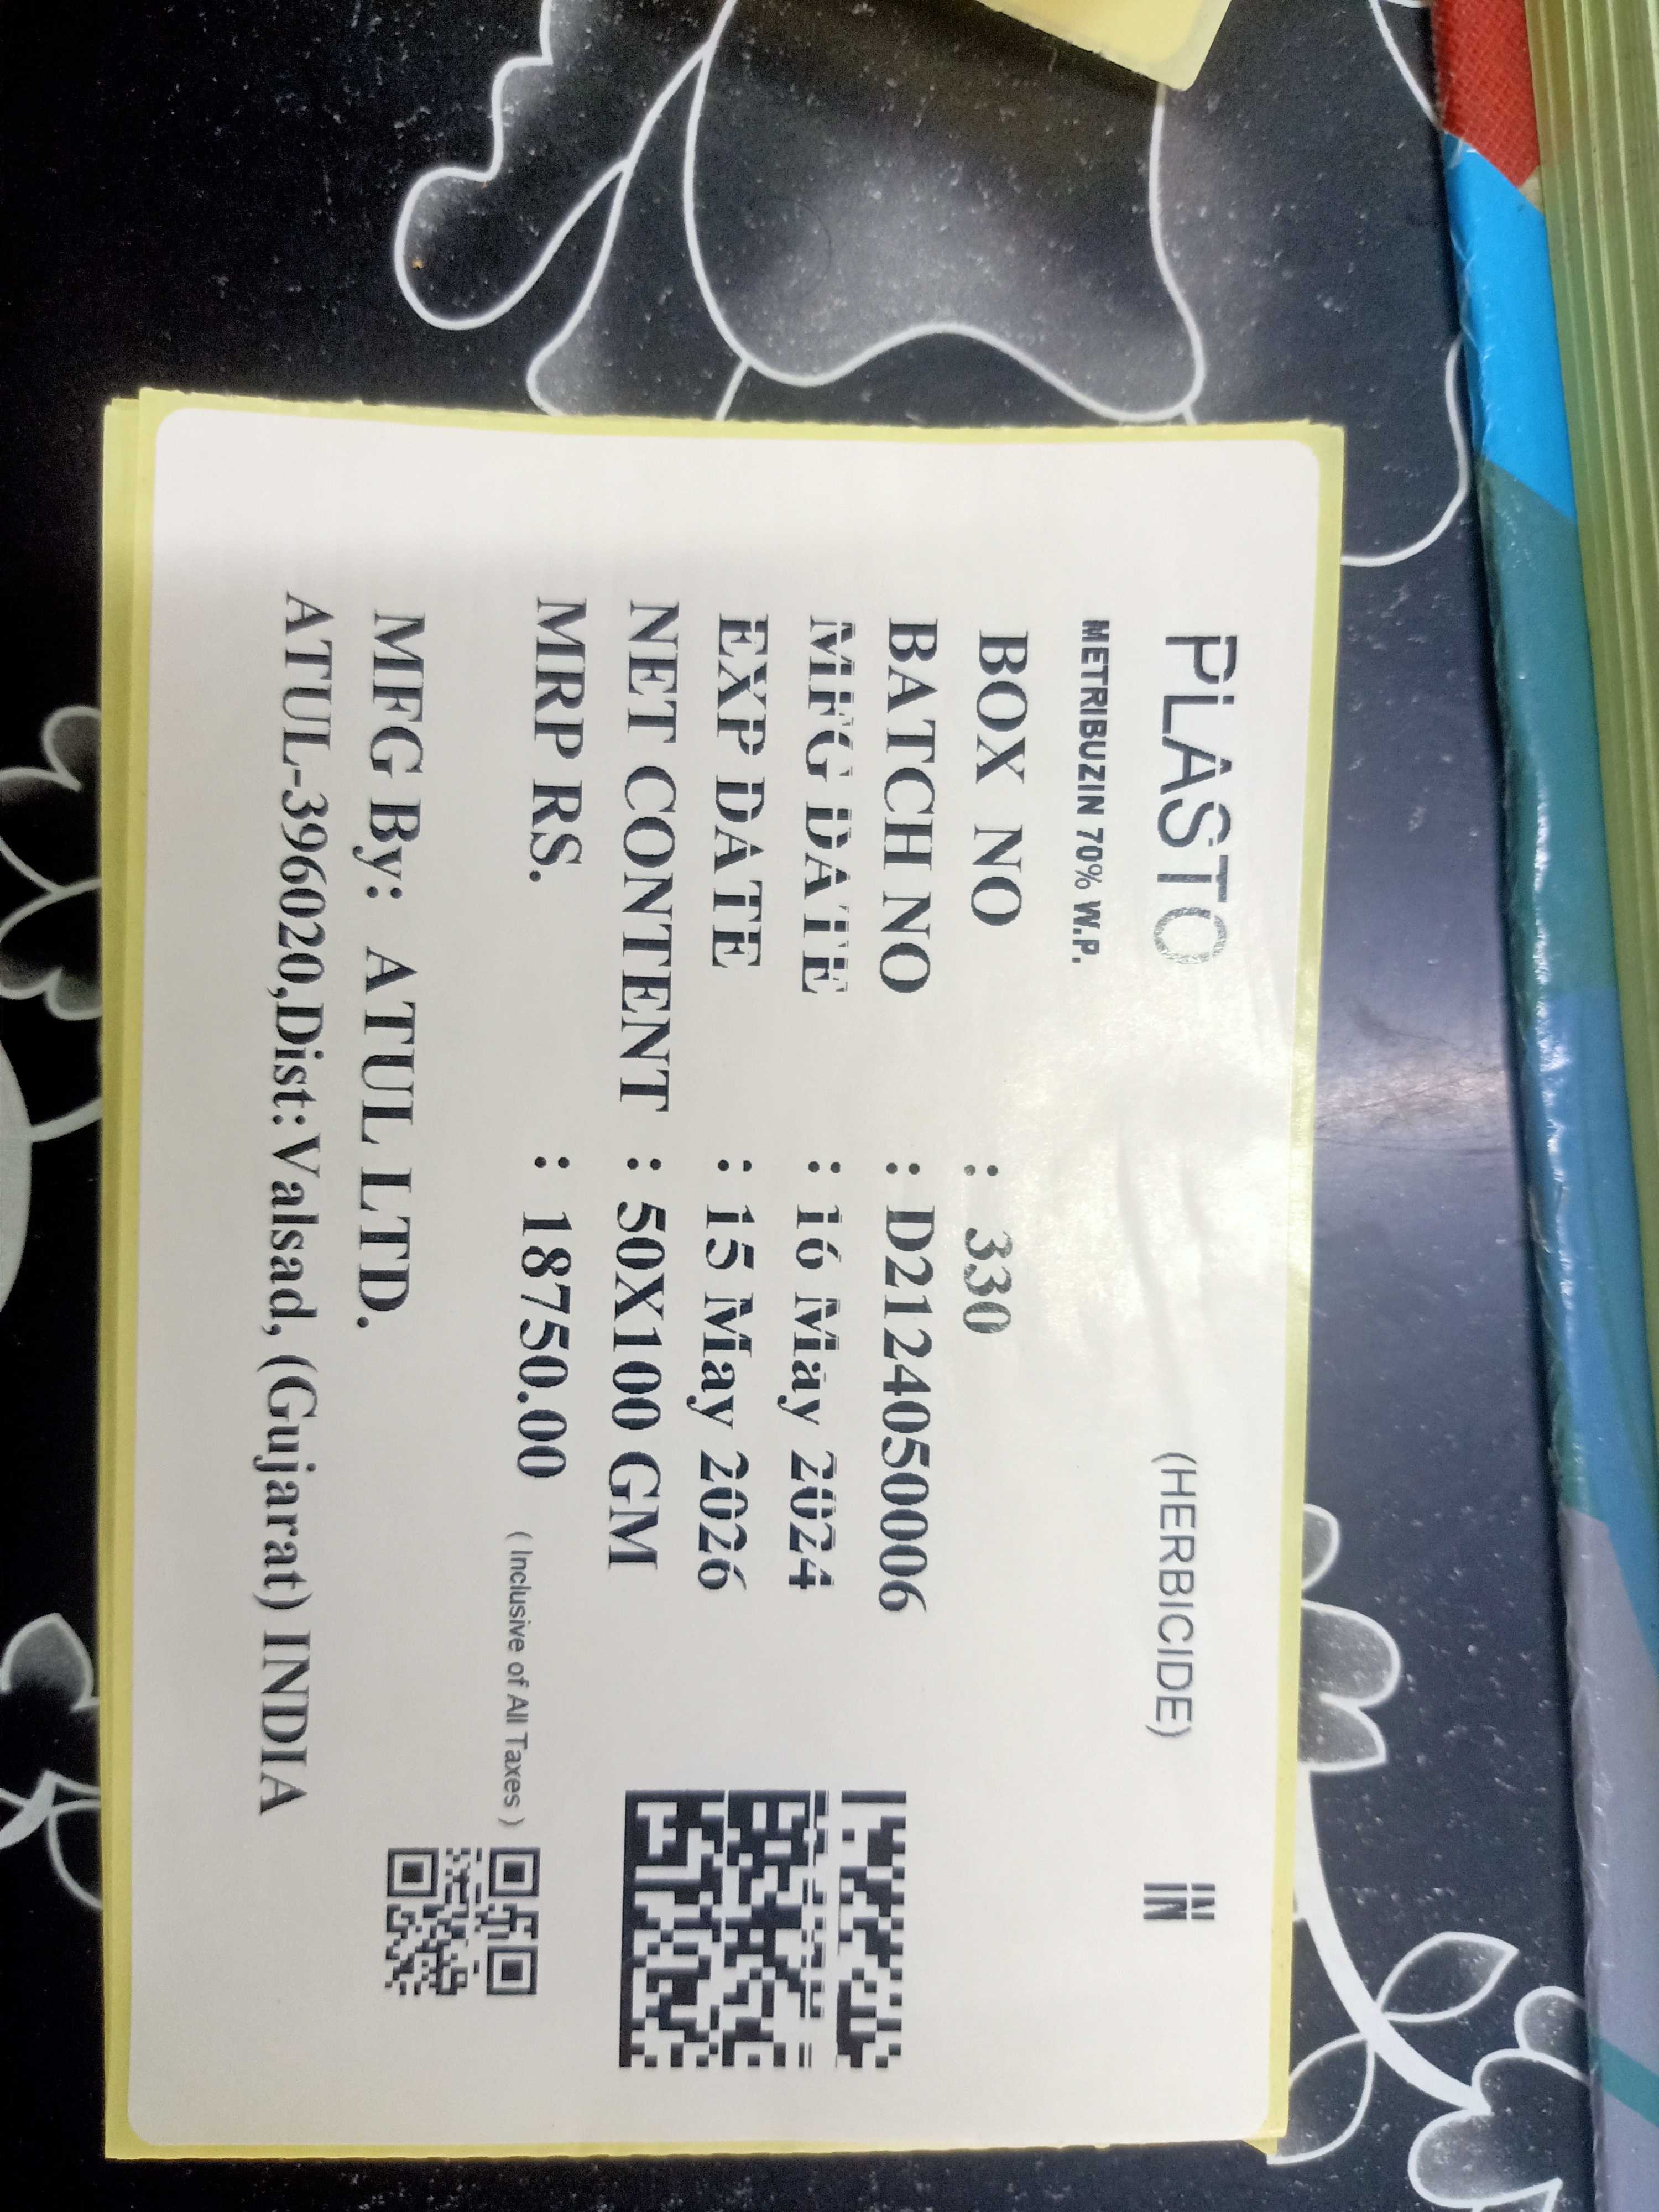 PLASTO (HERBICIDE) IN
METRIBUZIN 70% W.P.
BOX NO : 330
BATCH NO : D2124050006
MFG DATE : 16 May 2024
EXP DATE : 15 May 2026
NET CONTENT : 50X100 GM
MRP RS. : 18750.00 ( Inclusive of All Taxes )
MFG By: ATUL LTD.
ATUL-396020,Dist:Valsad, (Gujarat) INDIA